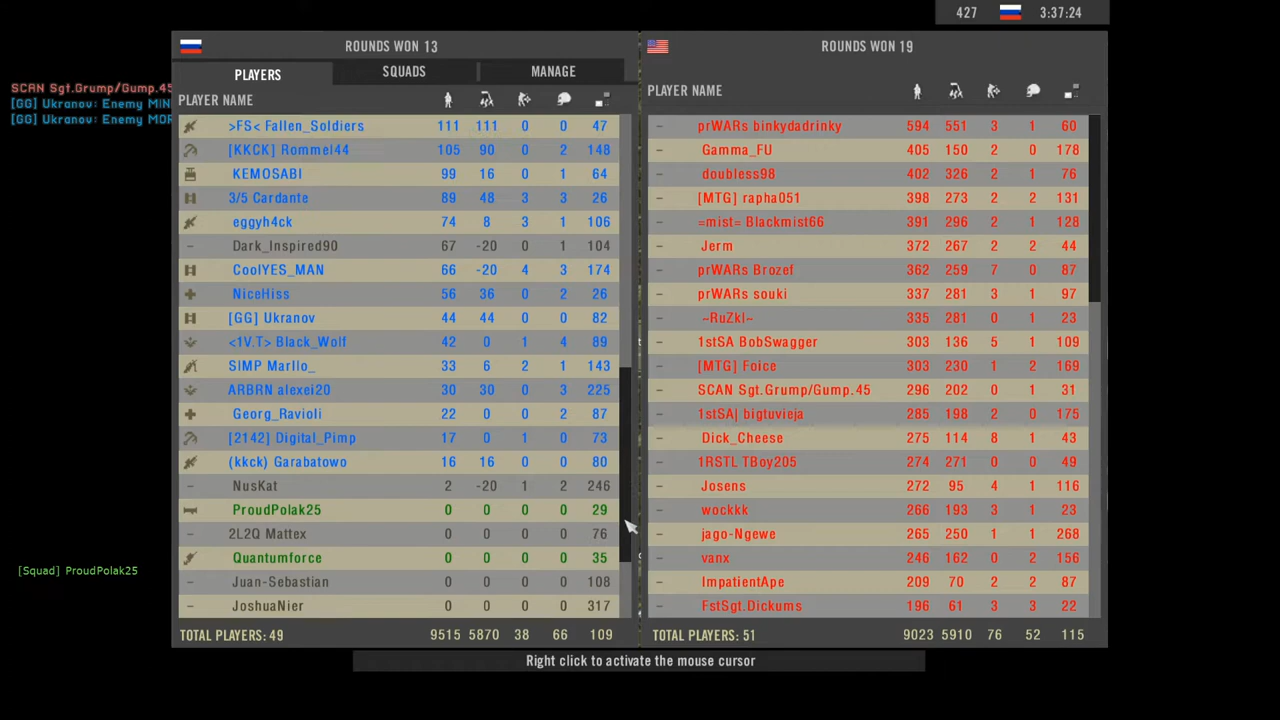 427 3:37:24
ROUNDS WON 13 ROUNDS WON 19
PLAYERS SQUADS MANAGE
PLAYER NAME PLAYER NAME
SCAN Sgt.Grump/Gump.45
[GG] Ukranov: Enemy MIN
[GG] Ukranov: Enemy MOR
>FS< Fallen_Soldiers 111 111 0 0 47
[KKCK] Rommel44 105 90 0 2 148
KEMOSABI 99 16 0 1 64
3/5 Cardante 89 48 3 3 26
eggyh4ck 74 8 3 1 106
Dark_Inspired90 67 -20 0 1 104
CoolYES_MAN 66 -20 4 3 174
NiceHiss 56 36 0 2 26
[GG] Ukranov 44 44 0 0 82
<1V.T> Black_Wolf 42 0 1 4 89
SIMP Marllo_ 33 6 2 1 143
ARBRN alexei20 30 30 0 3 225
Georg_Ravioli 22 0 0 2 87
[2142] Digital_Pimp 17 0 1 0 73
(kkck) Garabatowo 16 16 0 0 80
NusKat 2 -20 1 2 246
ProudPolak25 0 0 0 0 29
2L2Q Mattex 0 0 0 0 76
Quantumforce 0 0 0 0 35
Juan-Sebastian 0 0 0 0 108
JoshuaNier 0 0 0 0 317
TOTAL PLAYERS: 49 9515 5870 38 66 109
prWARs binkydadrinky 594 551 3 1 60
Gamma_FU 405 150 2 0 178
doubless98 402 326 2 1 76
[MTG] rapha051 398 273 2 2 131
=mist= Blackmist66 391 296 2 1 128
Jerm 372 267 2 2 44
prWARs Brozef 362 259 7 0 87
prWARs souki 337 281 3 1 97
~RuZkI~ 335 281 0 1 23
1stSA BobSwagger 303 136 5 1 109
[MTG] Foice 303 230 1 2 169
SCAN Sgt.Grump/Gump.45 296 202 0 1 31
1stSA| bigtuvieja 285 198 2 0 175
Dick_Cheese 275 114 8 1 43
1RSTL TBoy205 274 271 0 0 49
Josens 272 95 4 1 116
wockkk 266 193 3 1 23
jago-Ngewe 265 250 1 1 268
vanx 246 162 0 2 156
ImpatientApe 209 70 2 2 87
FstSgt.Dickums 196 61 3 3 22
TOTAL PLAYERS: 51 9023 5910 76 52 115
[Squad] ProudPolak25
Right click to activate the mouse cursor